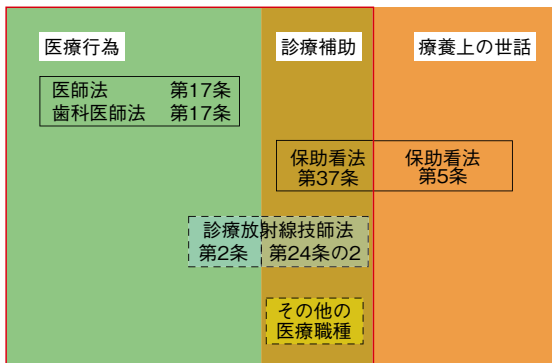 医療行為
診療補助
療養上の世話
医師法 第17条
歯科医師法 第17条
保助看法
第37条
保助看法
第5条
診療放射線技師法
第2条 第24条の2
その他の
医療職種